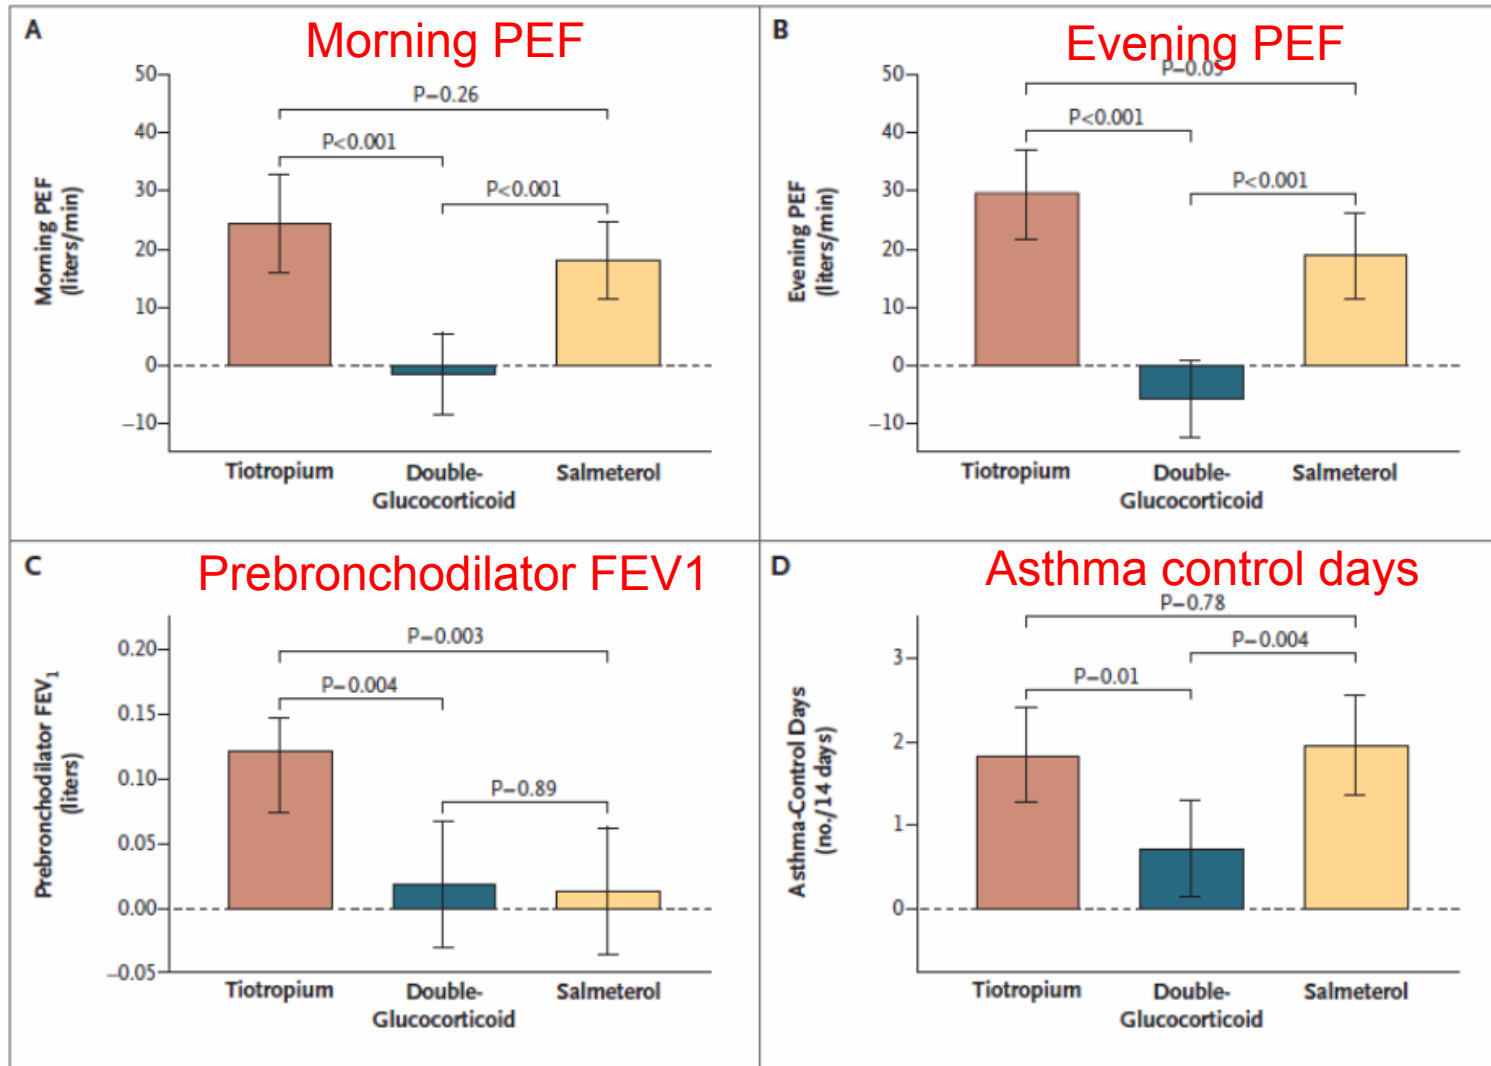 A
Morning PEF
50
40
30
20
10
0
–10
Morning PEF
(liters/min)
P=0.26
P<0.001
P<0.001
Tiotropium
Double-
Glucocorticoid
Salmeterol
B
Evening PEF
50
40
30
20
10
0
–10
Evening PEF
(liters/min)
P=0.05
P<0.001
P<0.001
Tiotropium
Double-
Glucocorticoid
Salmeterol
C
Prebronchodilator FEV1
0.20
0.15
0.10
0.05
0.00
–0.05
Prebronchodilator FEV₁
(liters)
P=0.003
P=0.004
P=0.89
Tiotropium
Double-
Glucocorticoid
Salmeterol
D
Asthma control days
3
2
1
0
Asthma-Control Days
(no./14 days)
P=0.78
P=0.004
P=0.01
Tiotropium
Double-
Glucocorticoid
Salmeterol